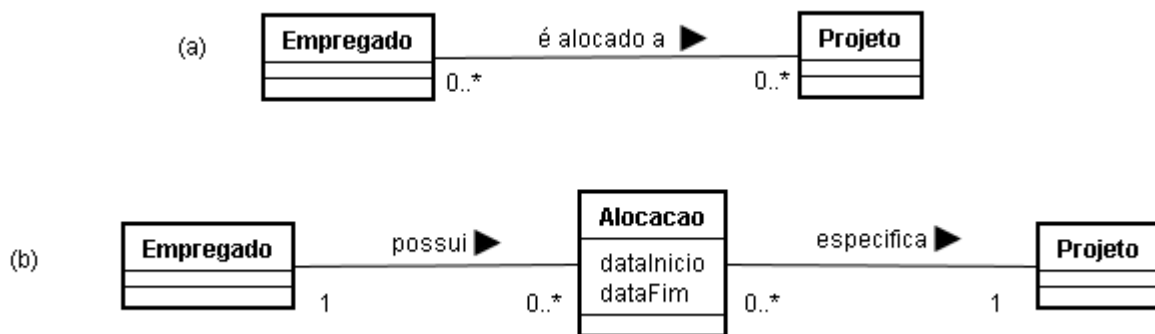 (a)
Empregado
é alocado a
Projeto
0..*
0..*
(b)
Empregado
possui
Alocacao
dataInicio
dataFim
especifica
Projeto
1
0..*
0..*
1